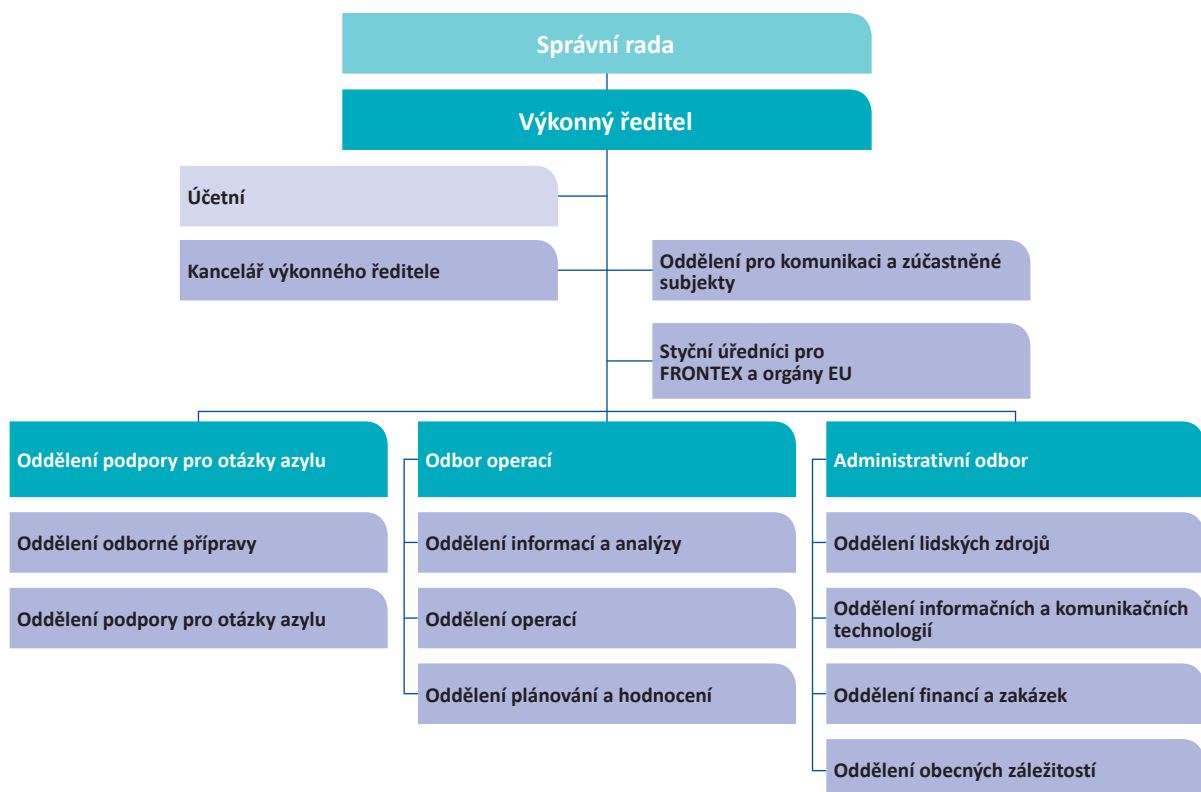 Správní rada
Výkonný ředitel
Účetní
Kancelář výkonného ředitele
Oddělení pro komunikaci a zúčastněné
subjekty
Styční úředníci pro
FRONTEX a orgány EU
Oddělení podpory pro otázky azylu
Oddělení odborné přípravy
Oddělení podpory pro otázky azylu
Odbor operací
Oddělení informací a analýzy
Oddělení operací
Oddělení plánování a hodnocení
Administrativní odbor
Oddělení lidských zdrojů
Oddělení informačních a komunikačních
technologií
Oddělení financí a zakázek
Oddělení obecných záležitostí